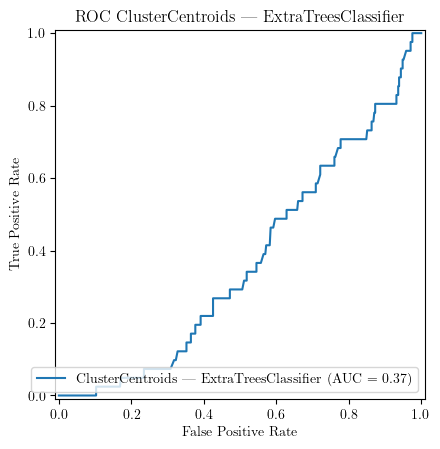 ROC ClusterCentroids — ExtraTreesClassifier
1.0
0.8
0.6
0.4
0.2
0.0
True Positive Rate
ClusterCentroids — ExtraTreesClassifier (AUC = 0.37)
0.0 0.2 0.4 0.6 0.8 1.0
False Positive Rate